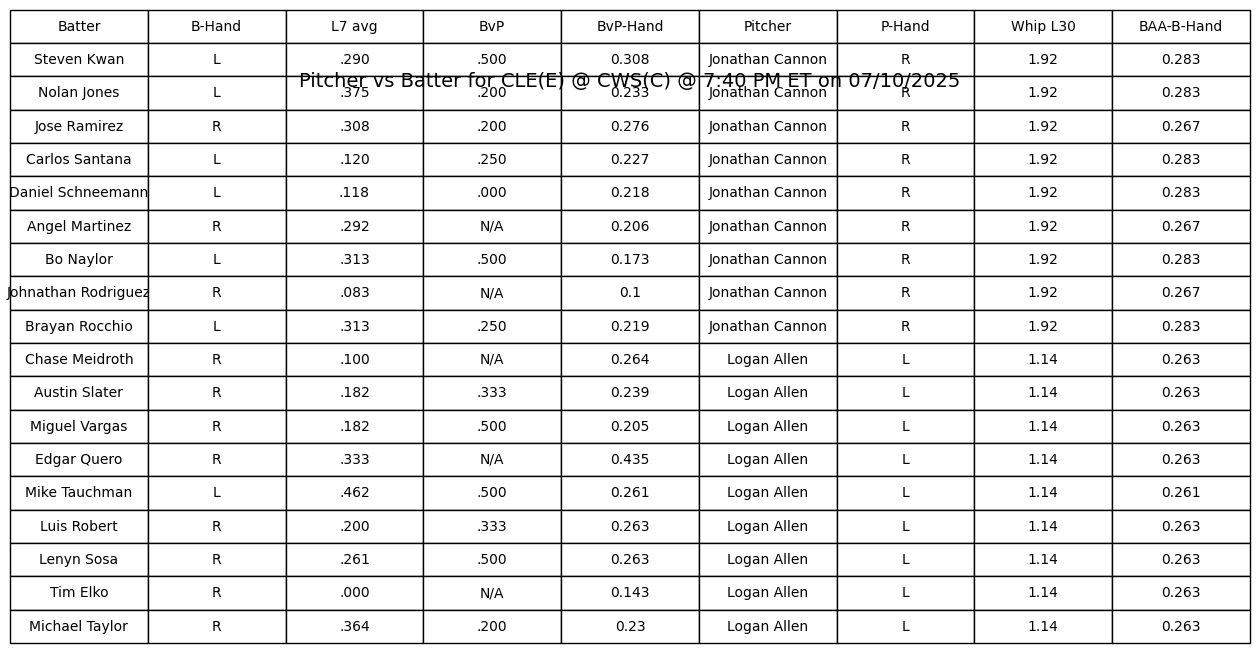 Batter B-Hand L7 avg BvP BvP-Hand Pitcher P-Hand Whip L30 BAA-B-Hand
Steven Kwan L .290 .500 0.308 Jonathan Cannon R 1.92 0.283
Pitcher vs Batter for CLE(E) @ CWS(C) @ 7:40 PM ET on 07/10/2025
Nolan Jones L .375 .200 0.233 Jonathan Cannon R 1.92 0.283
Jose Ramirez R .308 .200 0.276 Jonathan Cannon R 1.92 0.267
Carlos Santana L .120 .250 0.227 Jonathan Cannon R 1.92 0.283
Daniel Schneemann L .118 .000 0.218 Jonathan Cannon R 1.92 0.283
Angel Martinez R .292 N/A 0.206 Jonathan Cannon R 1.92 0.267
Bo Naylor L .313 .500 0.173 Jonathan Cannon R 1.92 0.283
Johnathan Rodriguez R .083 N/A 0.1 Jonathan Cannon R 1.92 0.267
Brayan Rocchio L .313 .250 0.219 Jonathan Cannon R 1.92 0.283
Chase Meidroth R .100 N/A 0.264 Logan Allen L 1.14 0.263
Austin Slater R .182 .333 0.239 Logan Allen L 1.14 0.263
Miguel Vargas R .182 .500 0.205 Logan Allen L 1.14 0.263
Edgar Quero R .333 N/A 0.435 Logan Allen L 1.14 0.263
Mike Tauchman L .462 .500 0.261 Logan Allen L 1.14 0.261
Luis Robert R .200 .333 0.263 Logan Allen L 1.14 0.263
Lenyn Sosa R .261 .500 0.263 Logan Allen L 1.14 0.263
Tim Elko R .000 N/A 0.143 Logan Allen L 1.14 0.263
Michael Taylor R .364 .200 0.23 Logan Allen L 1.14 0.263